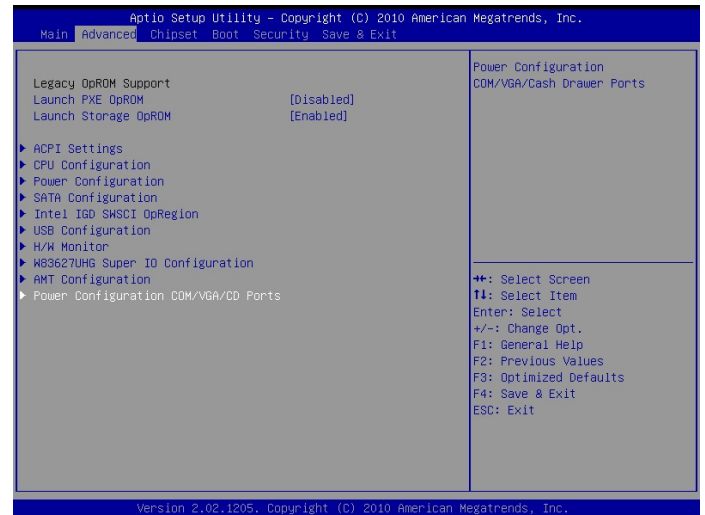 Aptio Setup Utility – Copyright (C) 2010 American Megatrends, Inc.
Main Advanced Chipset Boot Security Save & Exit
Legacy OpROM Support
Launch PXE OpROM [Disabled]
Launch Storage OpROM [Enabled]
ACPI Settings
CPU Configuration
Power Configuration
SATA Configuration
Intel IGD SWSCI OpRegion
USB Configuration
H/W Monitor
W83627UHG Super IO Configuration
AMT Configuration
Power Configuration COM/VGA/CD Ports
Power Configuration
COM/VGA/Cash Drawer Ports
→←: Select Screen
↑↓: Select Item
Enter: Select
+/-: Change Opt.
F1: General Help
F2: Previous Values
F3: Optimized Defaults
F4: Save & Exit
ESC: Exit
Version 2.02.1205. Copyright (C) 2010 American Megatrends, Inc.